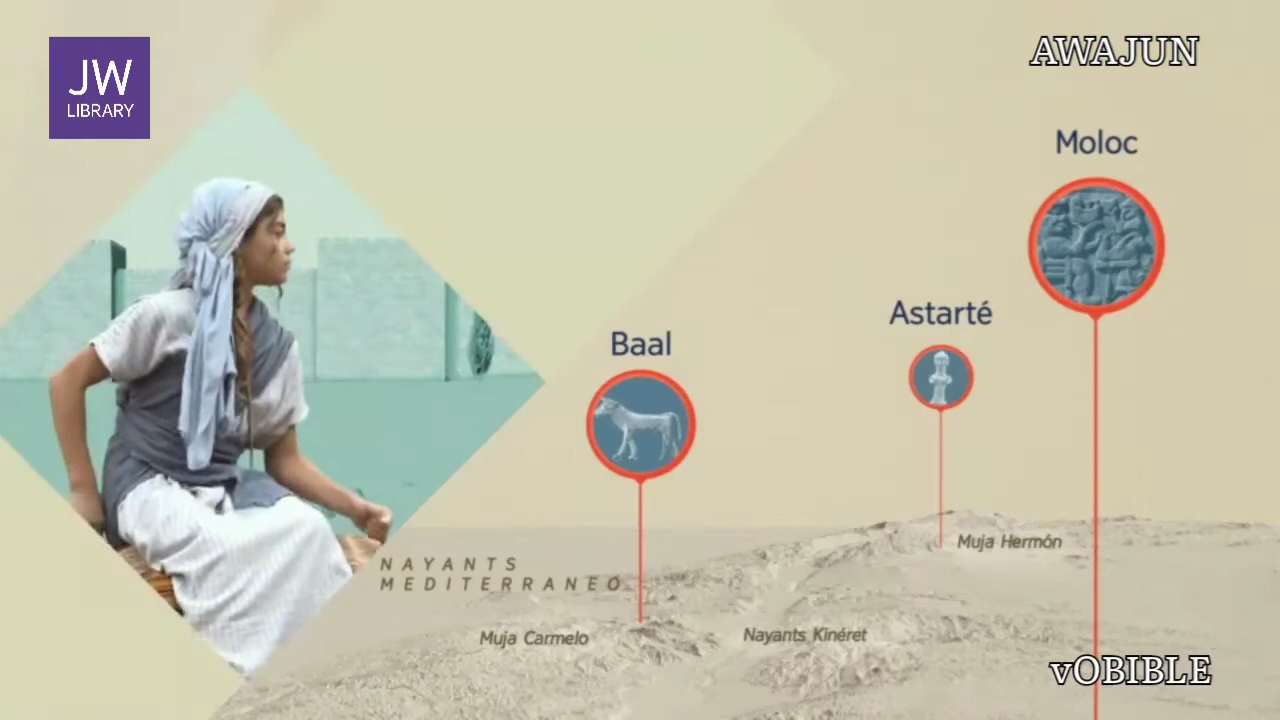 JW
LIBRARY
AWAJUN
Moloc
Astarté
Baal
NAYANTS
MEDITERRANEO
Muja Hermón
Muja Carmelo
Nayants Kinéret
vOBIBLE